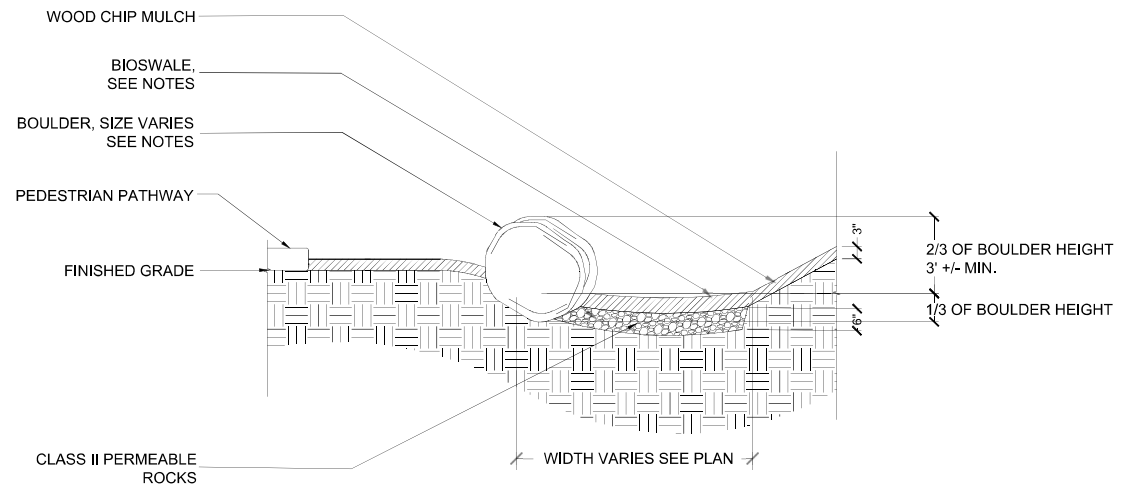 WOOD CHIP MULCH
BIOSWALE,
SEE NOTES
BOULDER, SIZE VARIES
SEE NOTES
PEDESTRIAN PATHWAY
FINISHED GRADE
CLASS II PERMEABLE
ROCKS
WIDTH VARIES SEE PLAN
3"
6"
2/3 OF BOULDER HEIGHT
3' +/- MIN.
1/3 OF BOULDER HEIGHT